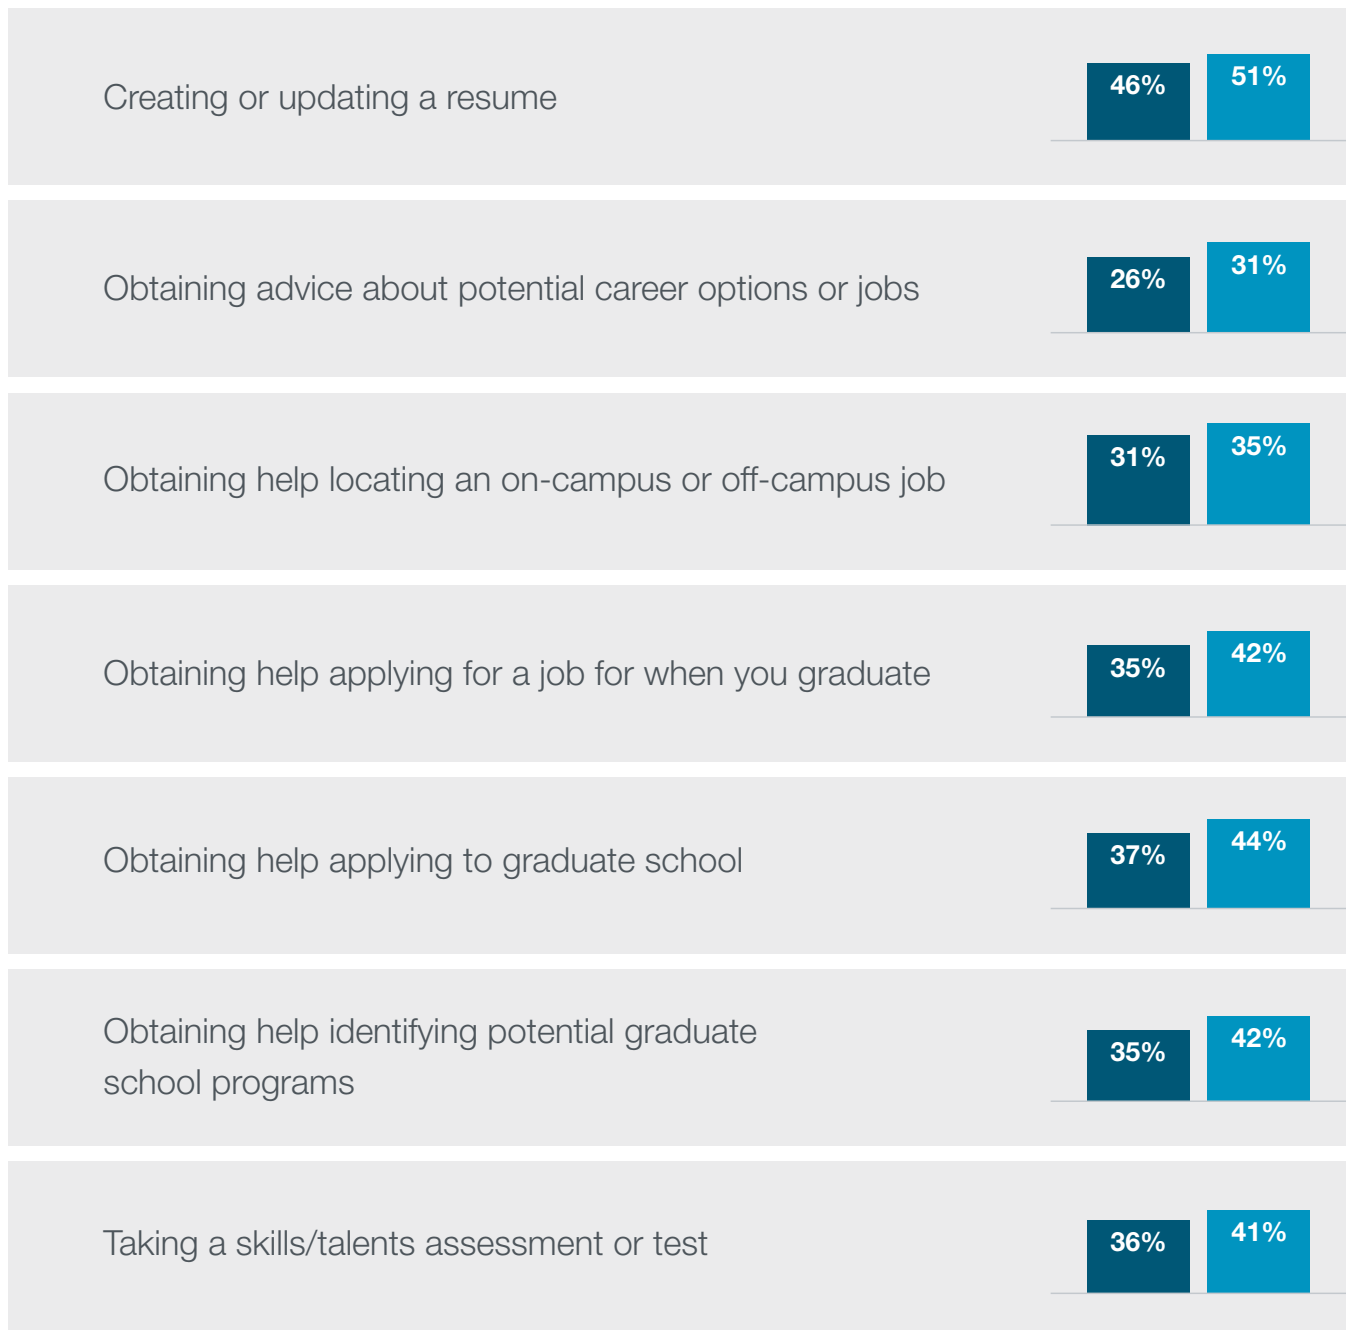 Creating or updating a resume
46%
51%
Obtaining advice about potential career options or jobs
26%
31%
Obtaining help locating an on-campus or off-campus job
31%
35%
Obtaining help applying for a job for when you graduate
35%
42%
Obtaining help applying to graduate school
37%
44%
Obtaining help identifying potential graduate
school programs
35%
42%
Taking a skills/talents assessment or test
36%
41%